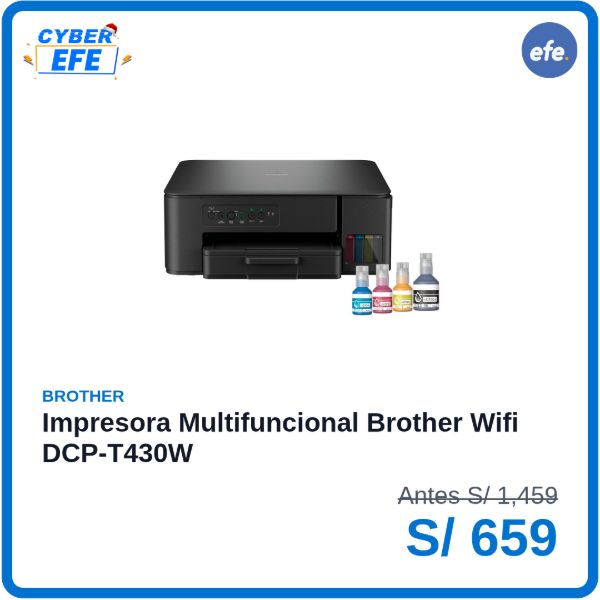 CYBER
EFE
efe.
BROTHER
Impresora Multifuncional Brother Wifi
DCP-T430W
Antes S/ 1,459
S/ 659